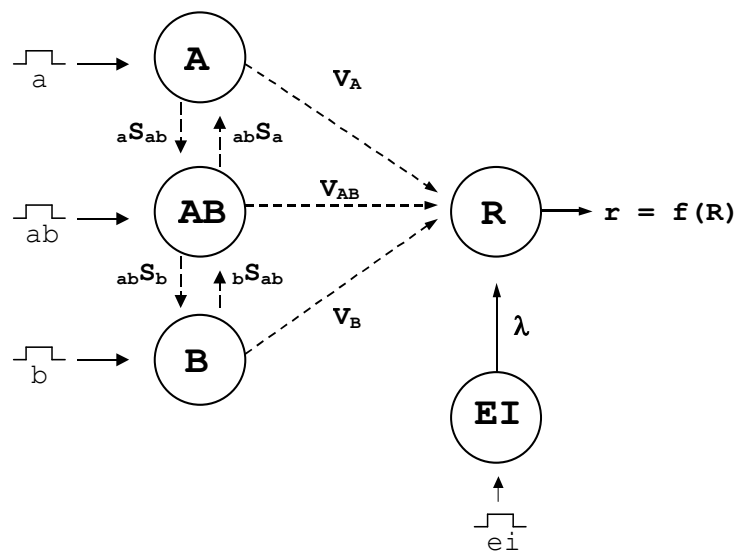 A
a
V_A
aS_ab
abS_a
AB
V_AB
R
r = f(R)
ab
abS_b
bS_ab
V_B
B
b
λ
EI
ei